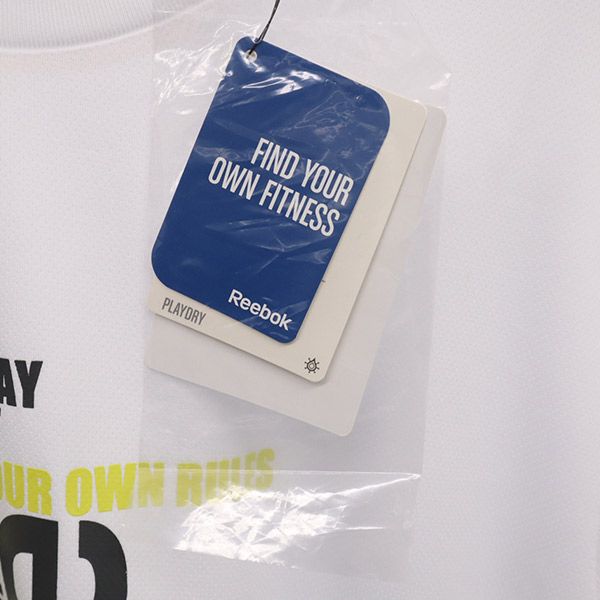 FIND YOUR
OWN FITNESS
Reebok
PLAYDRY
AY
OUR OWN RULES